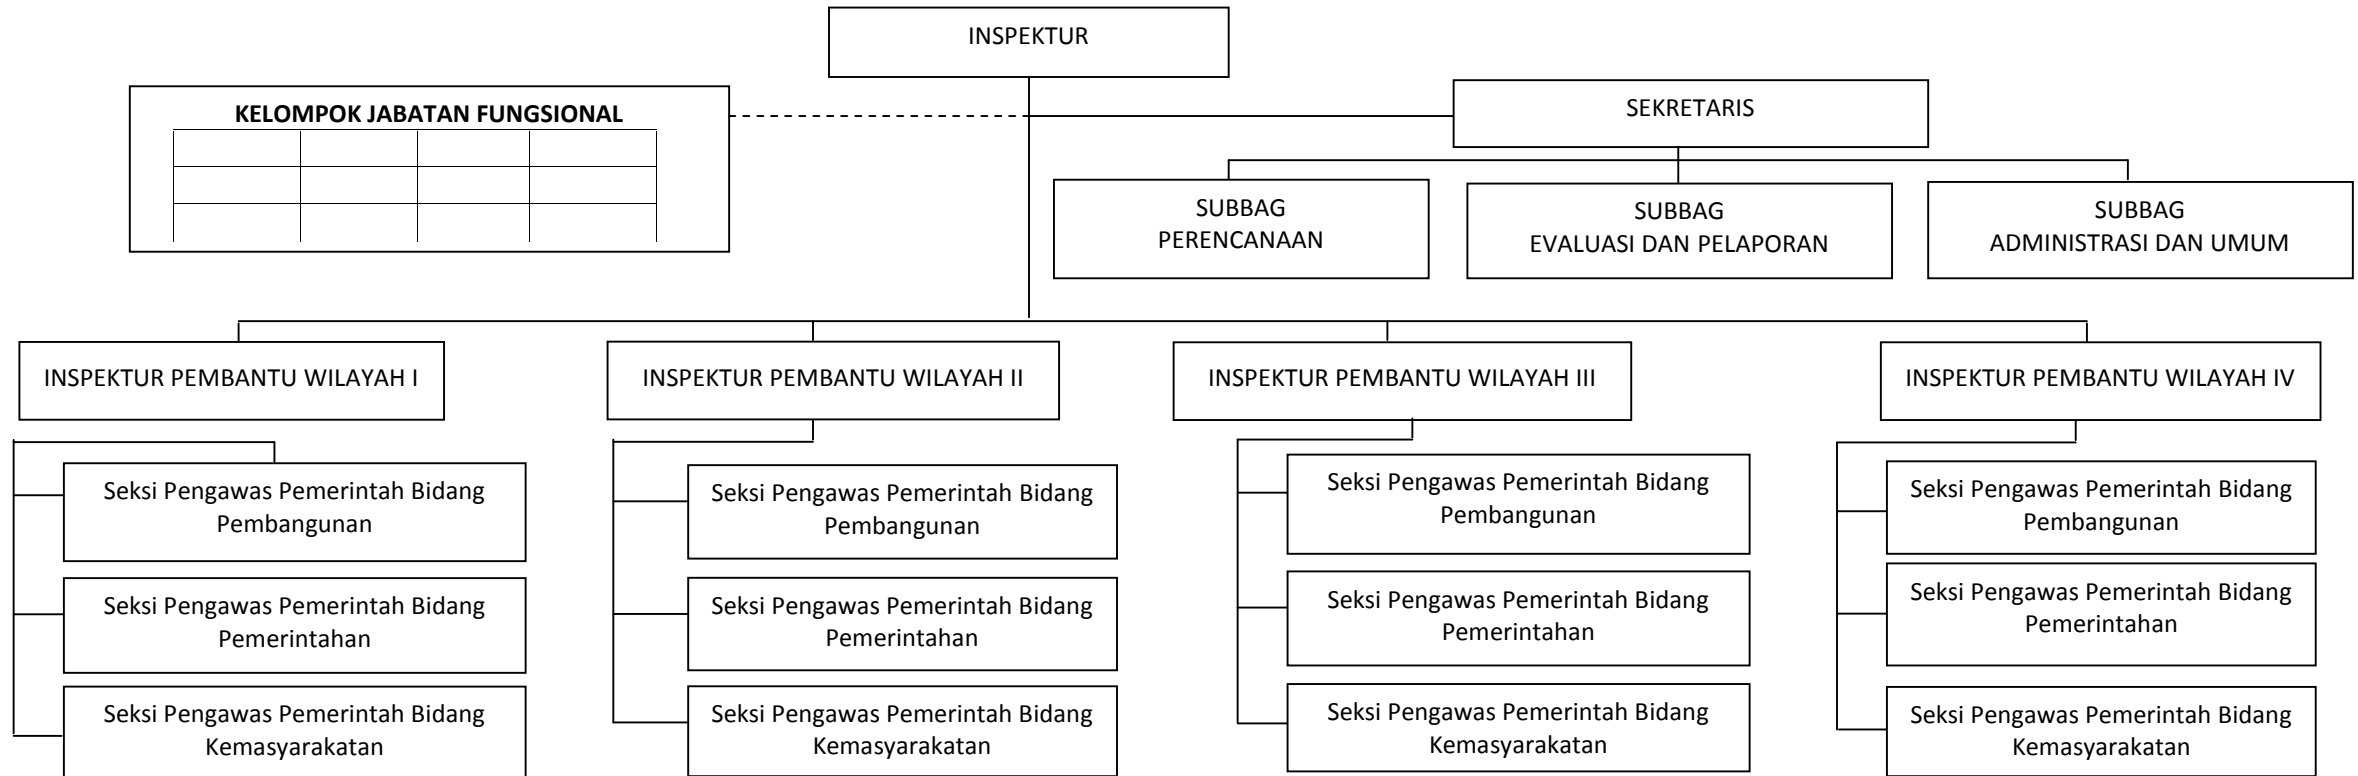 INSPEKTUR
KELOMPOK JABATAN FUNGSIONAL
SEKRETARIS
SUBBAG
PERENCANAAN
SUBBAG
EVALUASI DAN PELAPORAN
SUBBAG
ADMINISTRASI DAN UMUM
INSPEKTUR PEMBANTU WILAYAH I
INSPEKTUR PEMBANTU WILAYAH II
INSPEKTUR PEMBANTU WILAYAH III
INSPEKTUR PEMBANTU WILAYAH IV
Seksi Pengawas Pemerintah Bidang
Pembangunan
Seksi Pengawas Pemerintah Bidang
Pemerintahan
Seksi Pengawas Pemerintah Bidang
Kemasyarakatan
Seksi Pengawas Pemerintah Bidang
Pembangunan
Seksi Pengawas Pemerintah Bidang
Pemerintahan
Seksi Pengawas Pemerintah Bidang
Kemasyarakatan
Seksi Pengawas Pemerintah Bidang
Pembangunan
Seksi Pengawas Pemerintah Bidang
Pemerintahan
Seksi Pengawas Pemerintah Bidang
Kemasyarakatan
Seksi Pengawas Pemerintah Bidang
Pembangunan
Seksi Pengawas Pemerintah Bidang
Pemerintahan
Seksi Pengawas Pemerintah Bidang
Kemasyarakatan